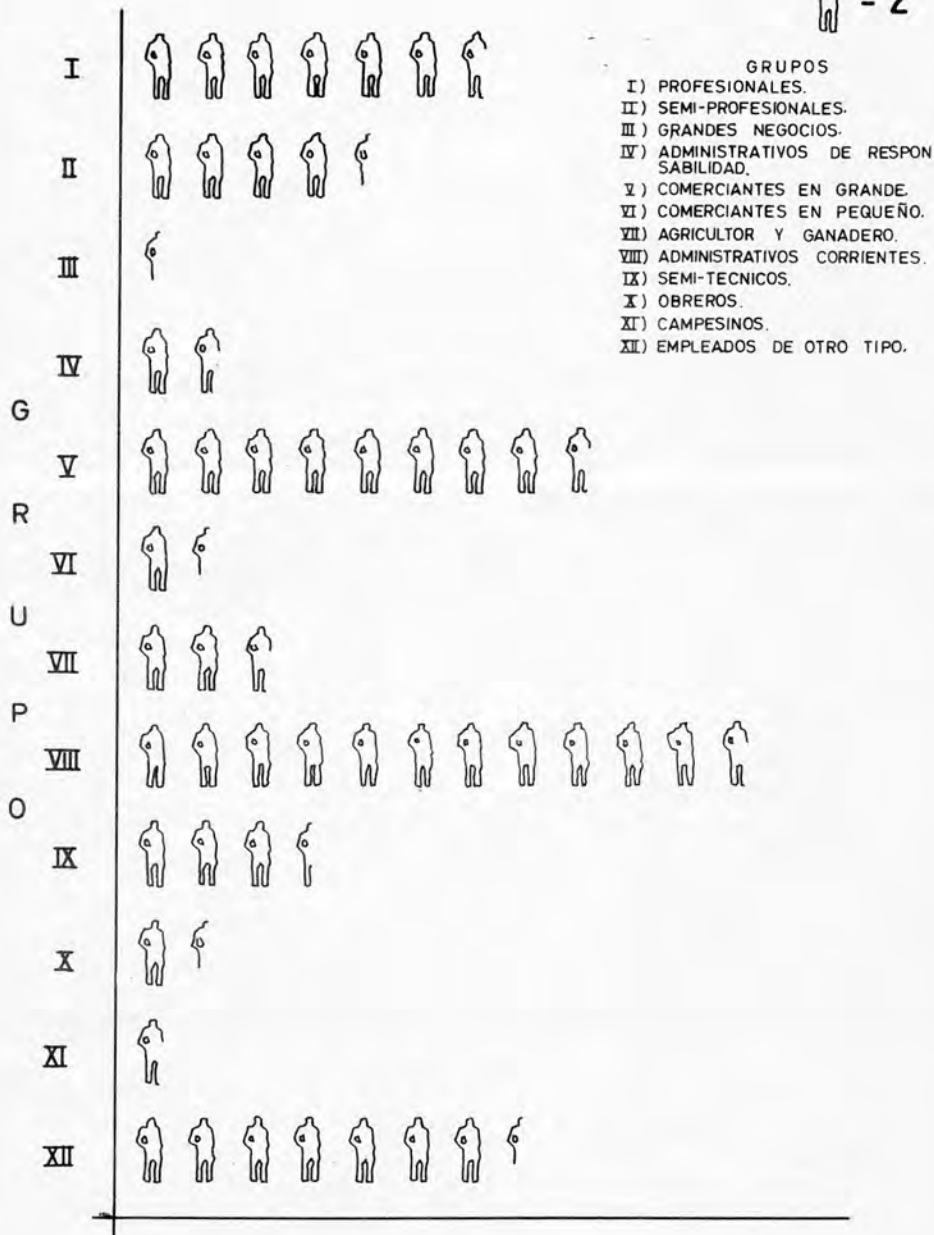 = 2
GRUPOS
I) PROFESIONALES.
II) SEMI-PROFESIONALES.
III) GRANDES NEGOCIOS.
IV) ADMINISTRATIVOS DE RESPON
SABILIDAD.
V) COMERCIANTES EN GRANDE.
VI) COMERCIANTES EN PEQUEÑO.
VII) AGRICULTOR Y GANADERO.
VIII) ADMINISTRATIVOS CORRIENTES.
IX) SEMI-TECNICOS.
X) OBREROS.
XI) CAMPESINOS.
XII) EMPLEADOS DE OTRO TIPO.
GRUPO
I
II
III
IV
V
VI
VII
VIII
IX
X
XI
XII